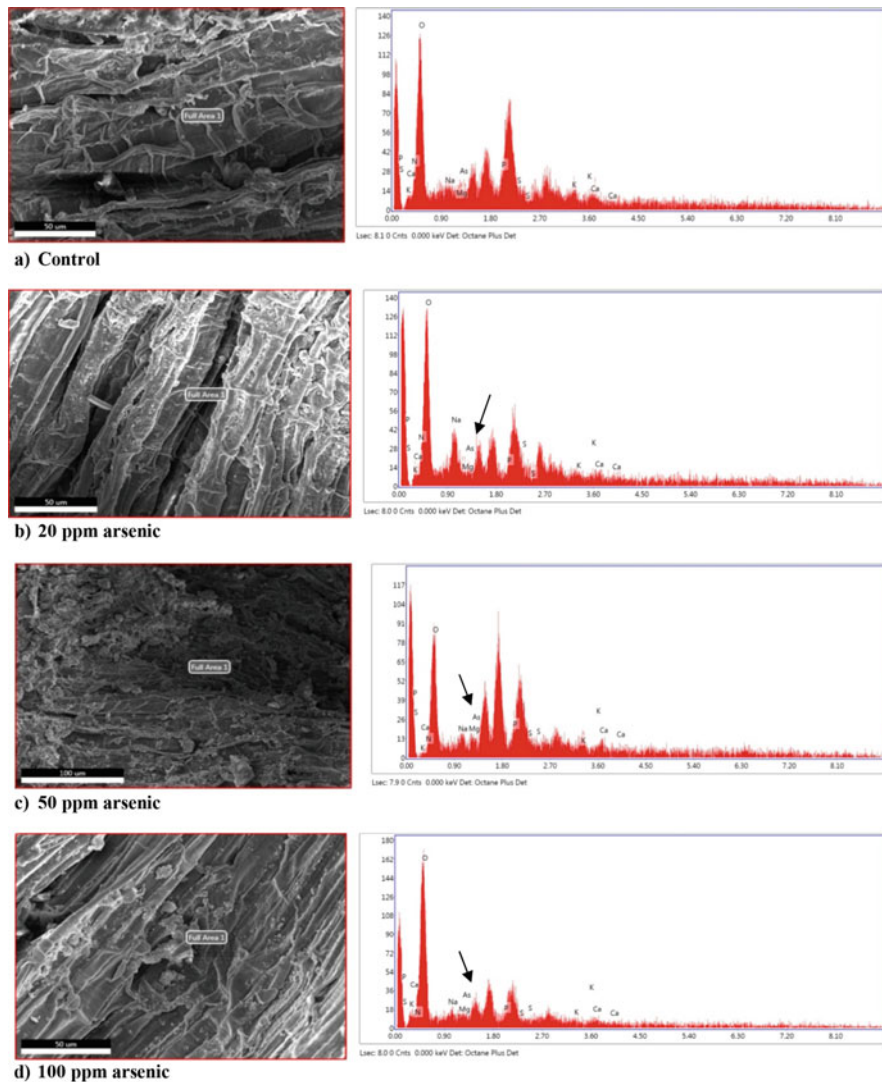 Full Area 1
50 um
140
126
112
98
84
70
56
42
28
14
0
O
P
S
N
Ca
K
Na
As
Mg
P
S
S
K
K
Ca
Ca
0.00 0.90 1.80 2.70 3.60 4.50 5.40 6.30 7.20 8.10
Lsec: 8.1 0 Cnts 0.000 keV Det: Octane Plus Det
a) Control
Full Area 1
50 um
140
126
112
98
84
70
56
42
28
14
0
O
P
S
N
Ca
K
Na
As
Mg
P
S
S
K
K
Ca
Ca
0.00 0.90 1.80 2.70 3.60 4.50 5.40 6.30 7.20 8.10
Lsec: 8.0 0 Cnts 0.000 keV Det: Octane Plus Det
b) 20 ppm arsenic
Full Area 1
100 um
117
104
91
78
65
52
39
26
13
0
O
P
S
Ca
N
K
Na
As
Mg
P
S
S
K
K
Ca
Ca
0.00 0.90 1.80 2.70 3.60 4.50 5.40 6.30 7.20 8.10
Lsec: 7.9 0 Cnts 0.000 keV Det: Octane Plus Det
c) 50 ppm arsenic
Full Area 1
50 um
180
162
144
126
108
90
72
54
36
18
0
O
P
Ca
S
K
N
Na
As
Mg
P
S
S
K
K
Ca
Ca
0.00 0.90 1.80 2.70 3.60 4.50 5.40 6.30 7.20 8.10
Lsec: 8.0 0 Cnts 0.000 keV Det: Octane Plus Det
d) 100 ppm arsenic